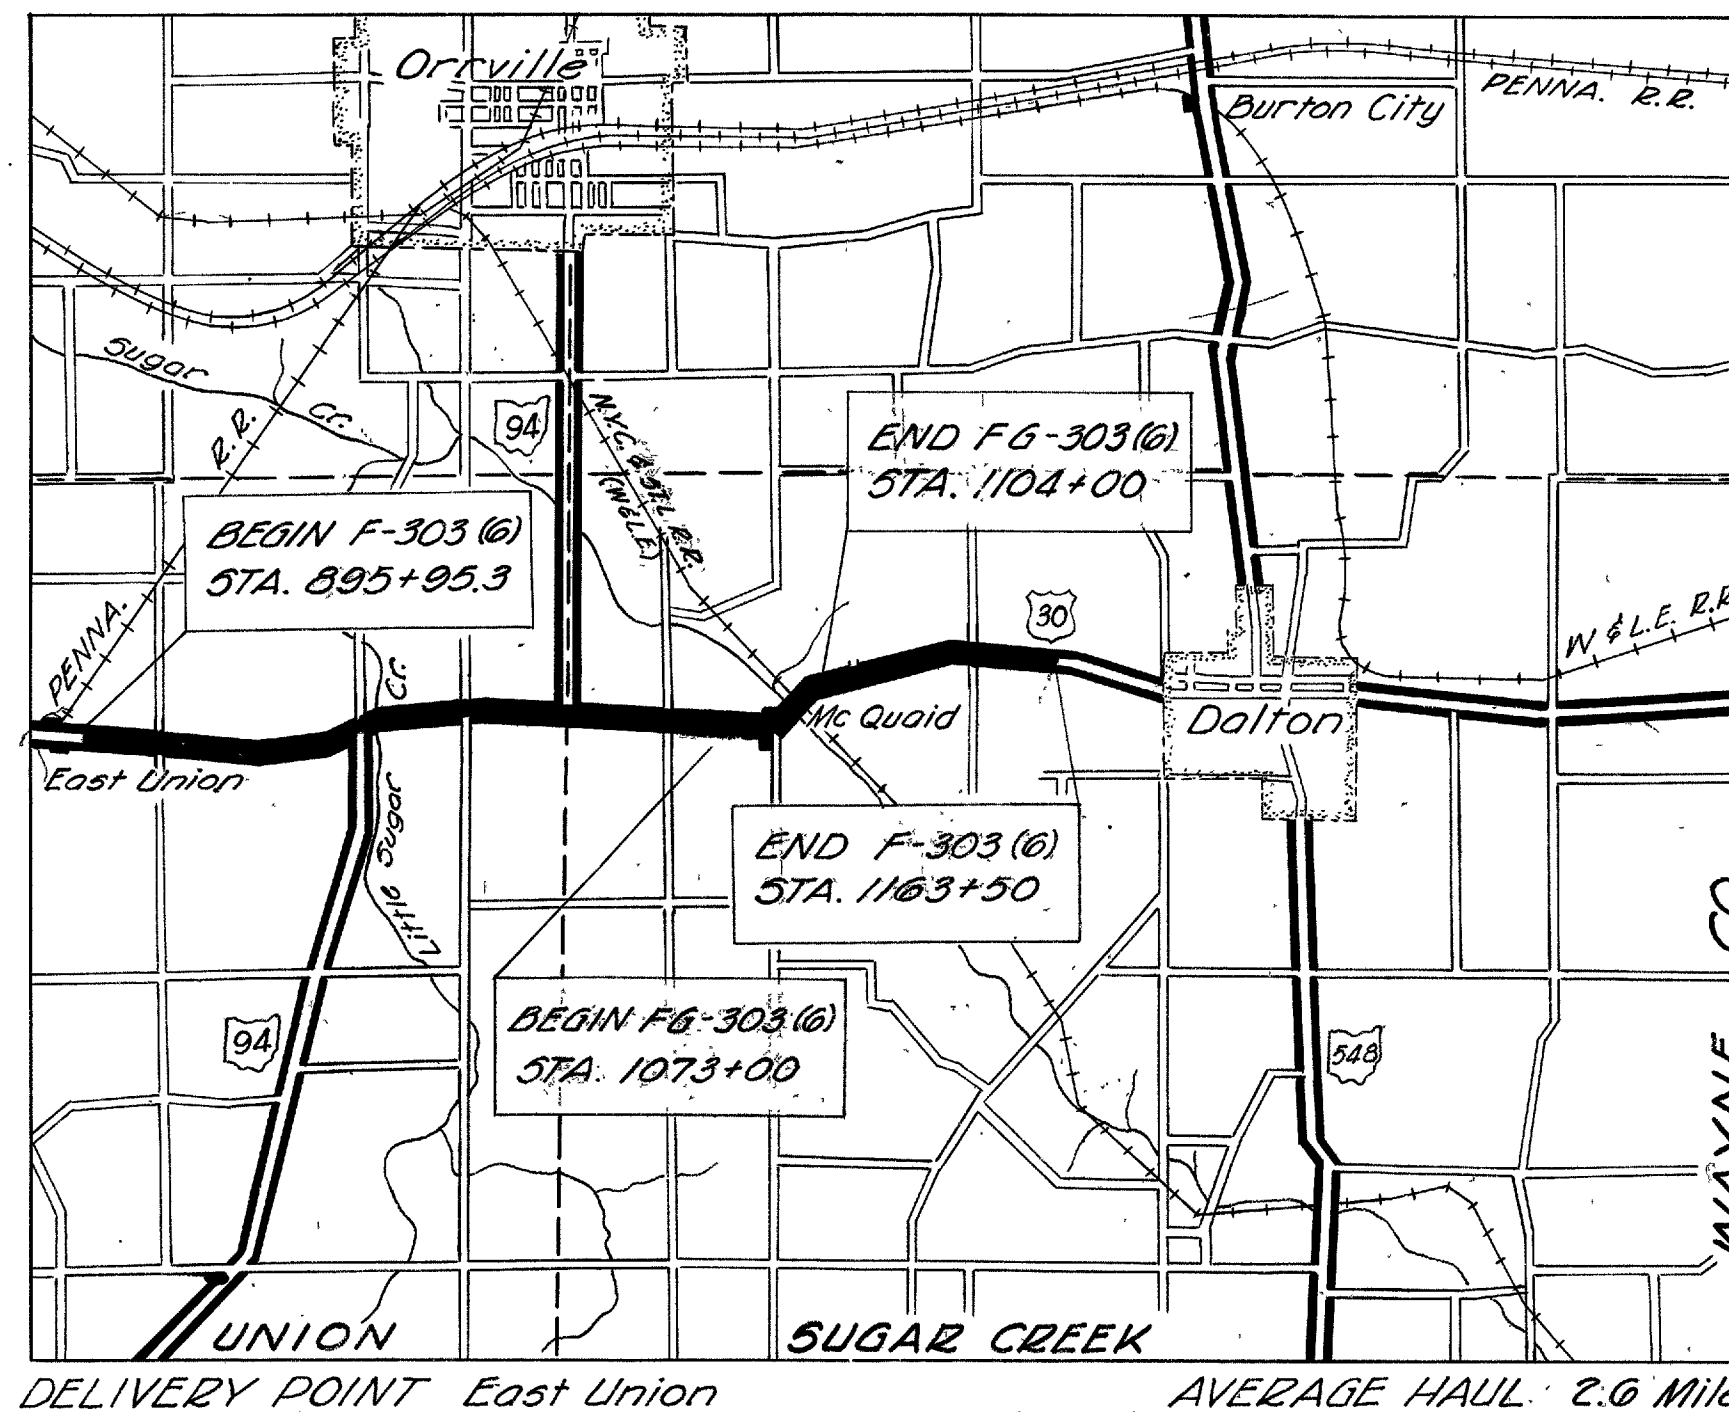 Orrville
Burton City
PENNA. R.R.
Sugar Cr.
94
N.Y.C. & ST.L R.R.
(W&L.E.)
R.R.
END FG-303(6)
STA. 1104+00
BEGIN F-303(6)
STA. 895+95.3
PENNA.
30
W & L.E. R.R
Mc Quaid
Dalton
East Union
Little Sugar Cr.
END F-303(6)
STA. 1163+50
BEGIN FG-303(6)
STA. 1073+00
94
548
WAYNE CO
UNION
SUGAR CREEK
DELIVERY POINT East Union
AVERAGE HAUL: 2.6 Mile